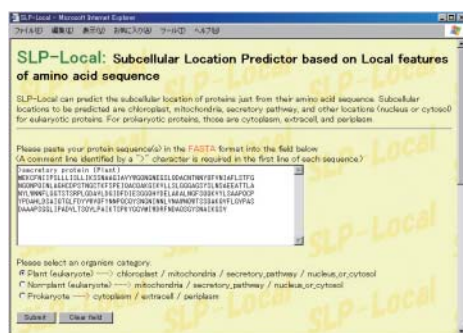 SLP-Local - Microsoft Internet Explorer
ファイル(F) 編集(E) 表示(V) お気に入り(A) ツール(T) ヘルプ(H)
SLP-Local: Subcellular Location Predictor based on Local features
of amino acid sequence
SLP-Local can predict the subcellular location of proteins just from their amino acid sequence. Subcellular
locations to be predicted are chloroplast, mitochondria, secretory pathway, and other locations (nucleus or cytosol)
for eukaryotic proteins. For prokaryotic proteins, those are cytoplasm, extracell, and periplasm.
Please paste your protein sequence(s) in the FASTA format into the field below
(A comment line identified by a ">" character is required in the first line of each sequence.)
>secretory protein (Plant)
Please select an organism category.
Plant (eukaryote) ---> chloroplast / mitochondria / secretory_pathway / nucleus_or_cytosol
Non-plant (eukaryote) ---> mitochondria / secretory_pathway / nucleus_or_cytosol
Prokaryote ---> cytoplasm / extracell / periplasm
Submit Clear field